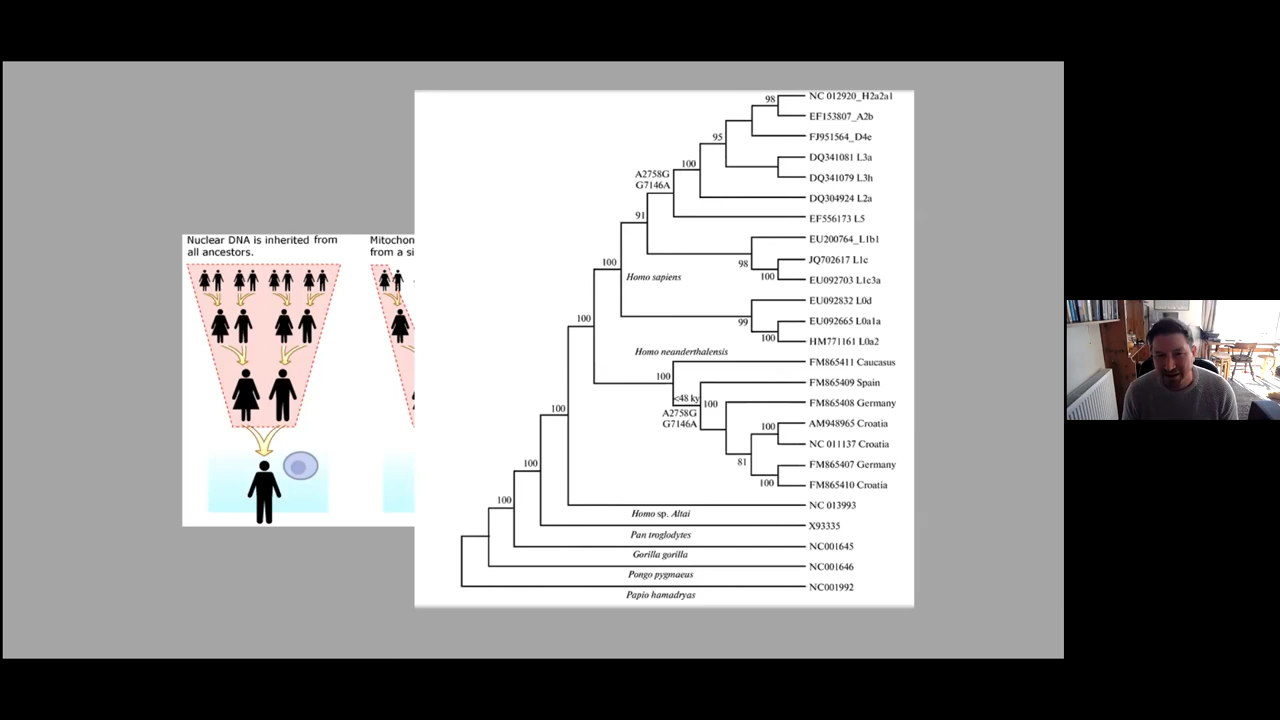 Nuclear DNA is inherited from
all ancestors.
Mitochon
from a si
98
NC 012920_H2a2a1
EF153807_A2b
95
FJ951564_D4e
100
DQ341081 L3a
A2758G
G7146A
DQ341079 L3h
DQ304924 L2a
91
EF556173 L5
EU200764_L1b1
100
98
JQ702617 L1c
Homo sapiens
100
EU092703 L1c3a
EU092832 L0d
100
99
EU092665 L0a1a
100
HM771161 L0a2
Homo neanderthalensis
FM865411 Caucasus
100
FM865409 Spain
<48 ky
100
FM865408 Germany
A2758G
G7146A
100
AM948965 Croatia
100
NC 011137 Croatia
81
FM865407 Germany
100
FM865410 Croatia
100
NC 013993
Homo sp. Altai
100
X93335
Pan troglodytes
NC001645
Gorilla gorilla
NC001646
Pongo pygmaeus
NC001992
Papio hamadryas